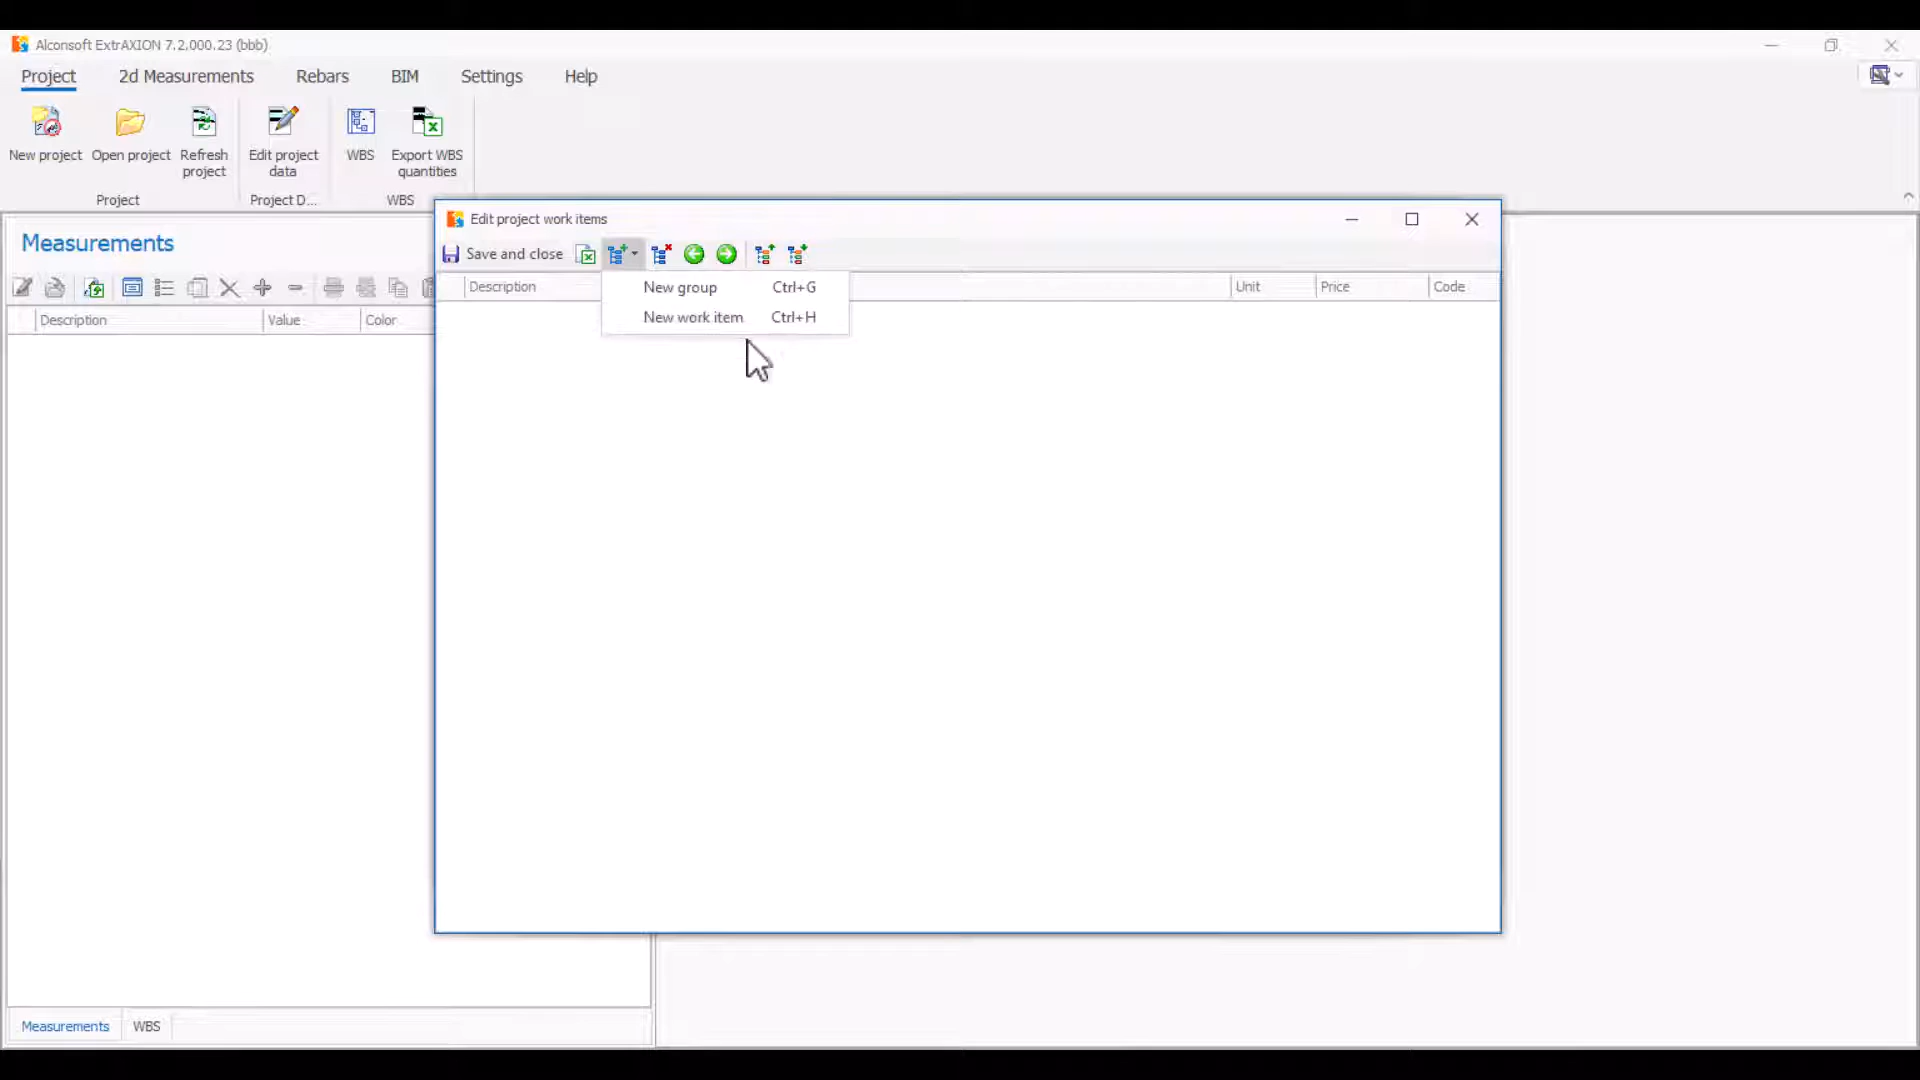 Alconsoft ExtrAXION 7.2.000.23 (bbb)
Project 2d Measurements Rebars BIM Settings Help
New project Open project Refresh project Edit project data WBS Export WBS quantities
Project Project D... WBS
Edit project work items
Measurements
Save and close
New group Ctrl+G
New work item Ctrl+H
Description Unit Price Code
Description Value Color
Measurements WBS